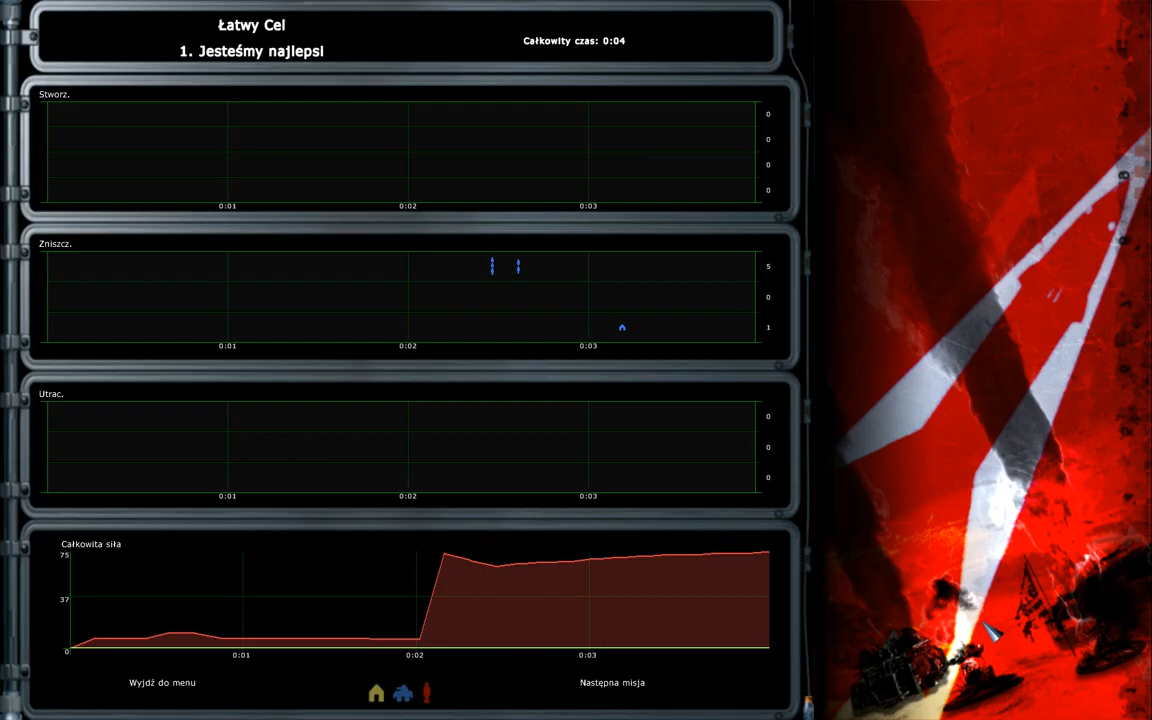 Łatwy Cel
1. Jesteśmy najlepsi
Całkowity czas: 0:04
Stworz.
0
0
0
0
0:01 0:02 0:03
Zniszcz.
5
0
1
0:01 0:02 0:03
Utrac.
0
0
0
0:01 0:02 0:03
Całkowita siła
75
37
0
0:01 0:02 0:03
Wyjdź do menu
Następna misja